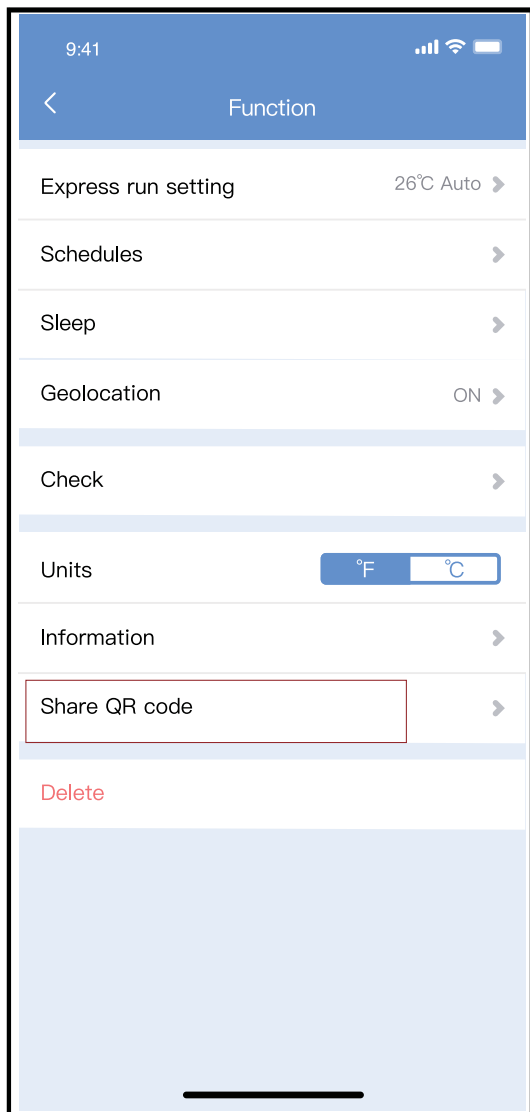 9:41
Function
Express run setting 26℃ Auto
Schedules
Sleep
Geolocation ON
Check
Units ℉ ℃
Information
Share QR code
Delete